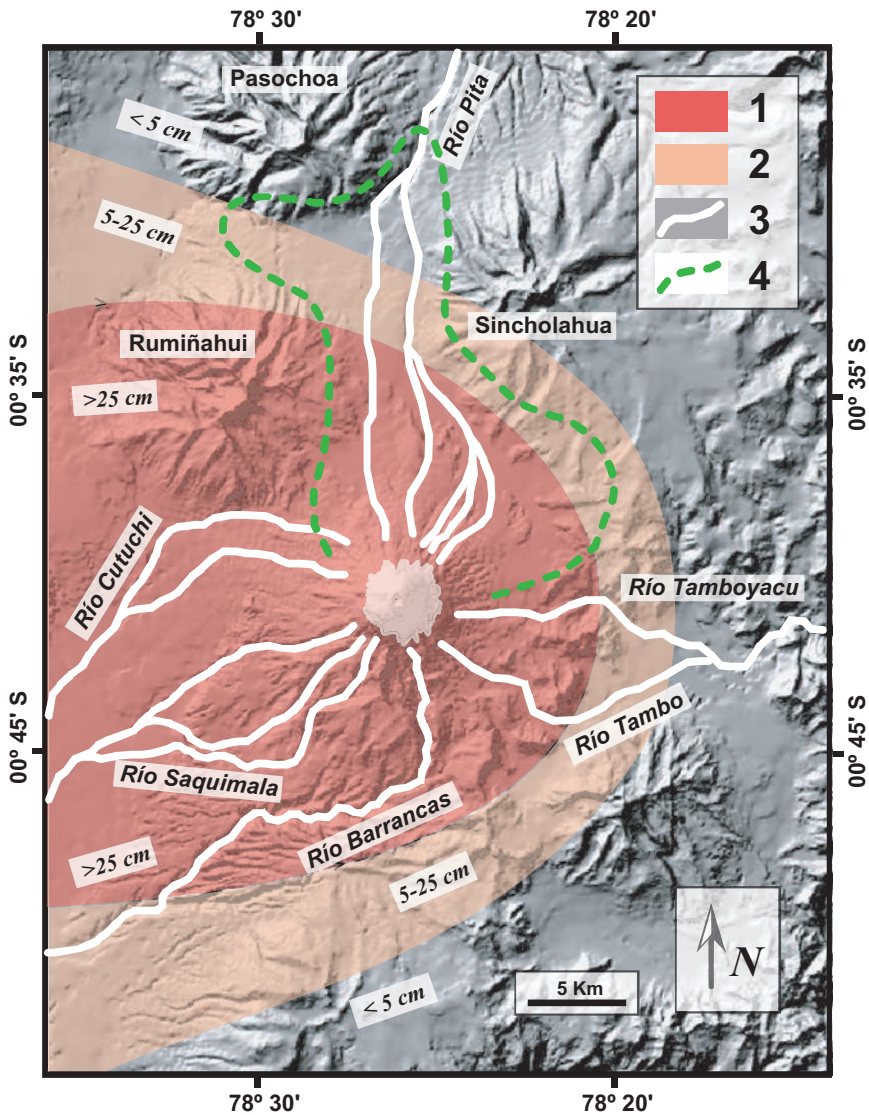 78º 30'
78º 20'
Pasochoa
Río Pita
< 5 cm
1
2
3
4
5-25 cm
Rumiñahui
Sincholahua
00º 35' S
00º 35' S
>25 cm
Río Cutuchi
Río Tamboyacu
Río Tambo
00º 45' S
00º 45' S
Río Saquimala
Río Barrancas
>25 cm
5-25 cm
< 5 cm
5 Km
N
78º 30'
78º 20'